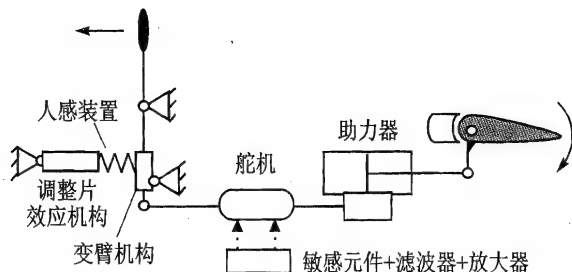 人感装置
助力器
舵机
调整片
效应机构
变臂机构
敏感元件+滤波器+放大器